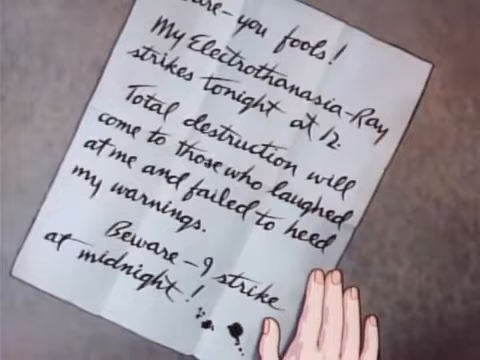 are—you fools!
My Electrothanasia-Ray
strikes tonight at 12.
Total destruction will
come to those who laughed
at me and failed to heed
my warnings.
Beware—I strike
at midnight!